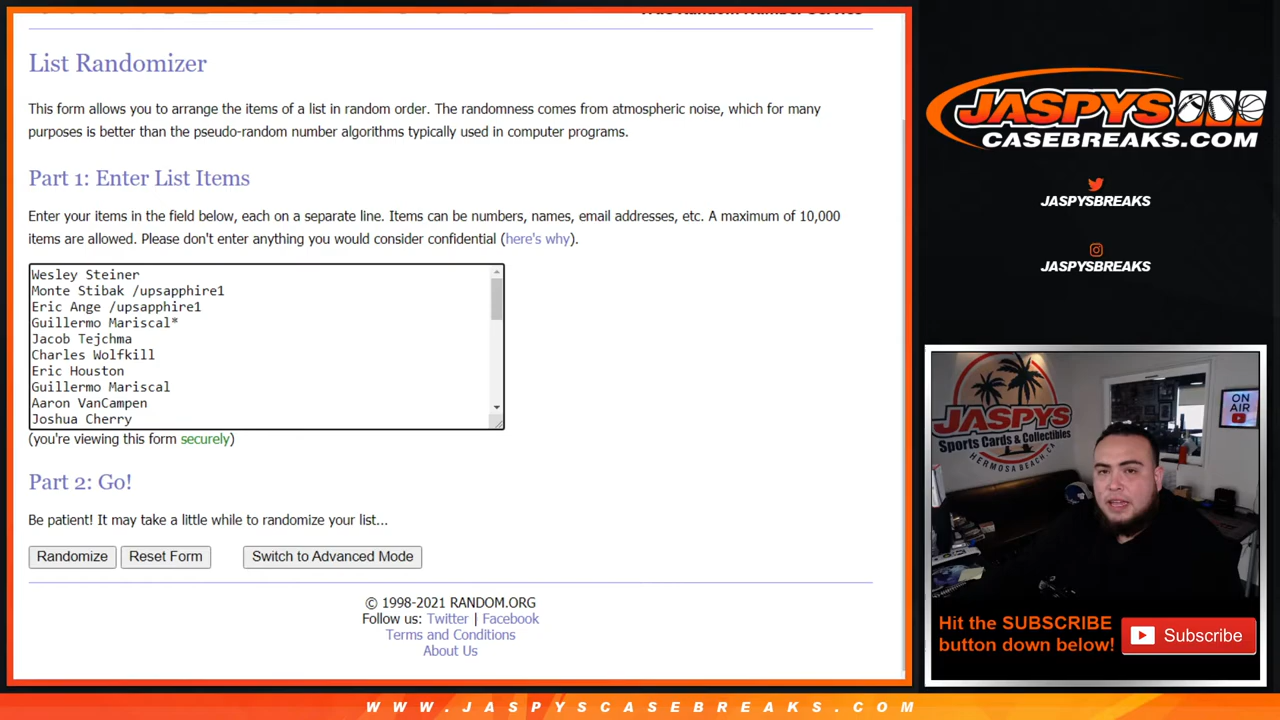 List Randomizer
This form allows you to arrange the items of a list in random order. The randomness comes from atmospheric noise, which for many
purposes is better than the pseudo-random number algorithms typically used in computer programs.
Part 1: Enter List Items
Enter your items in the field below, each on a separate line. Items can be numbers, names, email addresses, etc. A maximum of 10,000
items are allowed. Please don't enter anything you would consider confidential (here's why).
Wesley Steiner
Monte Stibak /upsapphire1
Eric Ange /upsapphire1
Guillermo Mariscal*
Jacob Tejchma
Charles Wolfkill
Eric Houston
Guillermo Mariscal
Aaron VanCampen
Joshua Cherry
(you're viewing this form securely)
Part 2: Go!
Be patient! It may take a little while to randomize your list...
Randomize
Reset Form
Switch to Advanced Mode
© 1998-2021 RANDOM.ORG
Follow us: Twitter | Facebook
Terms and Conditions
About Us
JASPYS
CASEBREAKS.COM
JASPYSBREAKS
JASPYSBREAKS
JASPYS
Sports Cards & Collectibles
HERMOSA BEACH, CA
ON
AIR
Hit the SUBSCRIBE
button down below!
Subscribe
WWW.JASPYSCASEBREAKS.COM